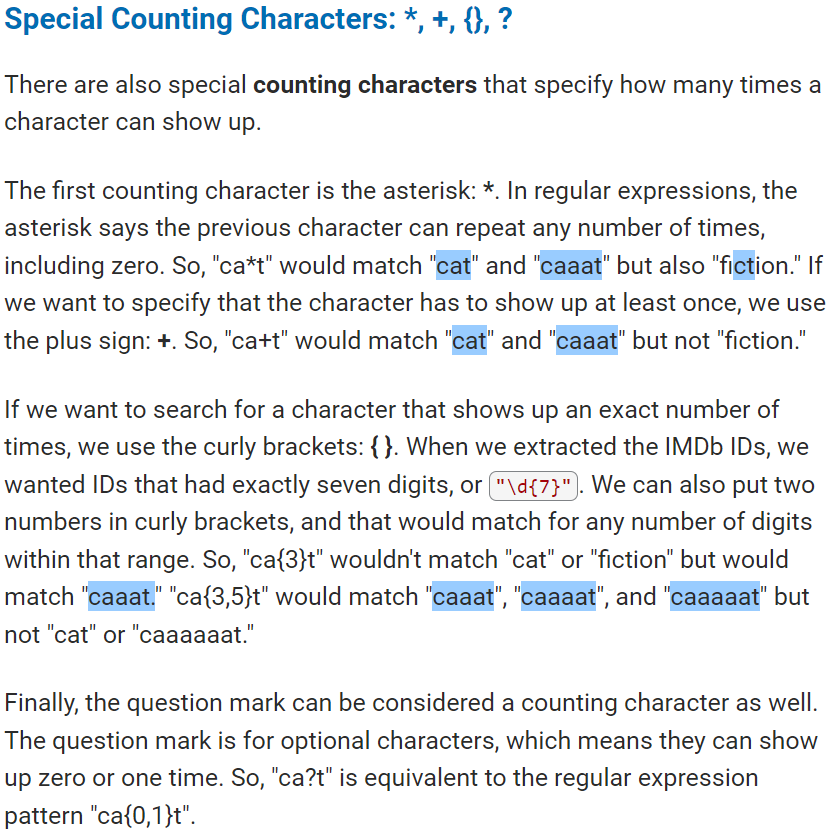 Special Counting Characters: *, +, {}, ?
There are also special counting characters that specify how many times a
character can show up.
The first counting character is the asterisk: *. In regular expressions, the
asterisk says the previous character can repeat any number of times,
including zero. So, "ca*t" would match "cat" and "caaat" but also "fiction." If
we want to specify that the character has to show up at least once, we use
the plus sign: +. So, "ca+t" would match "cat" and "caaat" but not "fiction."
If we want to search for a character that shows up an exact number of
times, we use the curly brackets: { }. When we extracted the IMDb IDs, we
wanted IDs that had exactly seven digits, or "\d{7}". We can also put two
numbers in curly brackets, and that would match for any number of digits
within that range. So, "ca{3}t" wouldn't match "cat" or "fiction" but would
match "caaat." "ca{3,5}t" would match "caaat", "caaaat", and "caaaaat" but
not "cat" or "caaaaaat."
Finally, the question mark can be considered a counting character as well.
The question mark is for optional characters, which means they can show
up zero or one time. So, "ca?t" is equivalent to the regular expression
pattern "ca{0,1}t".